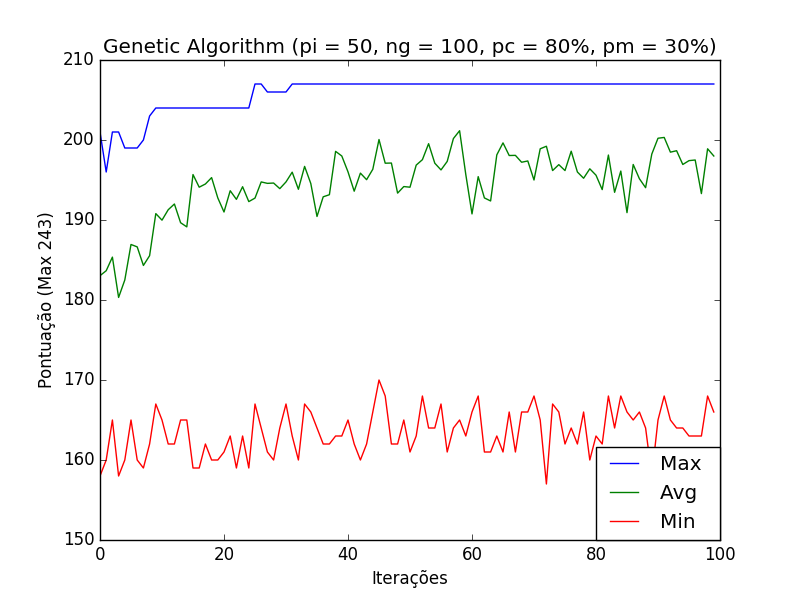 Genetic Algorithm (pi = 50, ng = 100, pc = 80%, pm = 30%)
210
200
190
180
170
160
150
Pontuação (Max 243)
Max
Avg
Min
0 20 40 60 80 100
Iterações